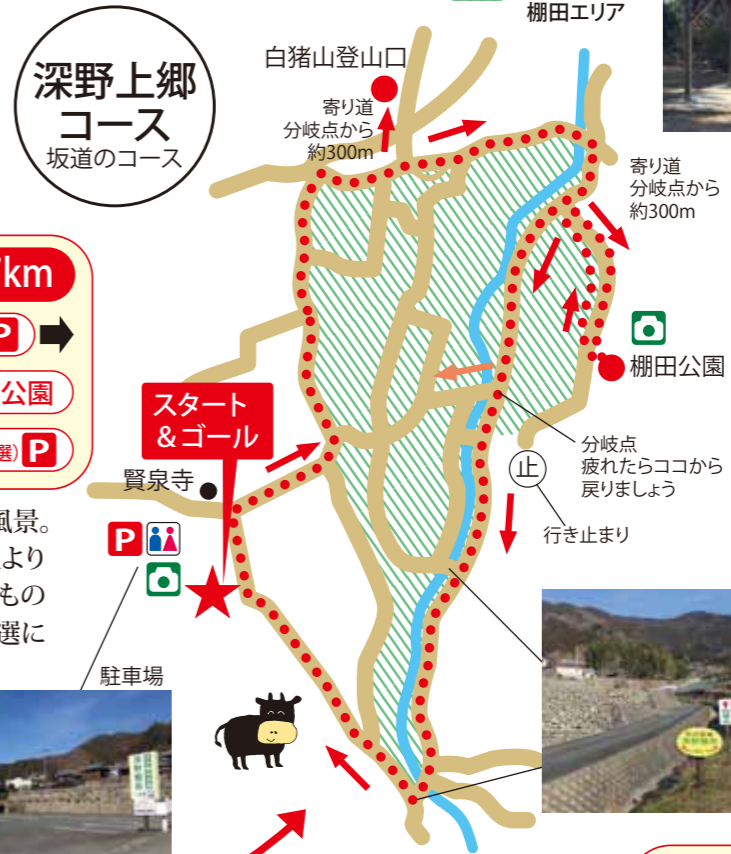 棚田エリア
深野上郷
コース
坂道のコース
白猪山登山口
寄り道
分岐点から
約300m
寄り道
分岐点から
約300m
km
P
公園
選) P
棚田公園
スタート
&ゴール
分岐点
疲れたらココから
戻りましょう
賢泉寺
止
行き止まり
P
風景。
より
もの
選に
駐車場